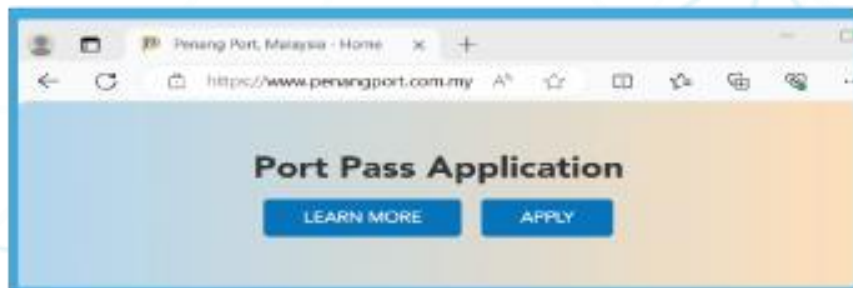 Penang Port, Malaysia - Home
https://www.penangport.com.my
Port Pass Application
LEARN MORE APPLY